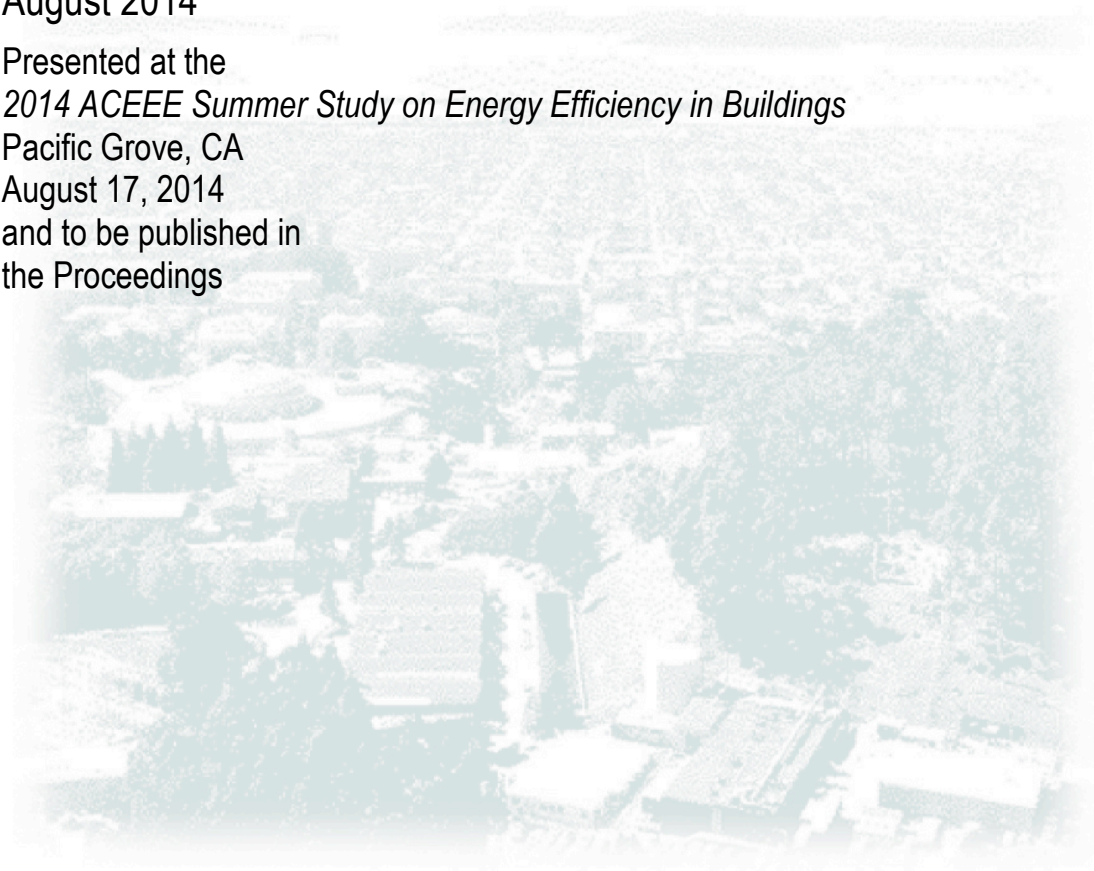 August 2014
Presented at the
2014 ACEEE Summer Study on Energy Efficiency in Buildings
Pacific Grove, CA
August 17, 2014
and to be published in
the Proceedings